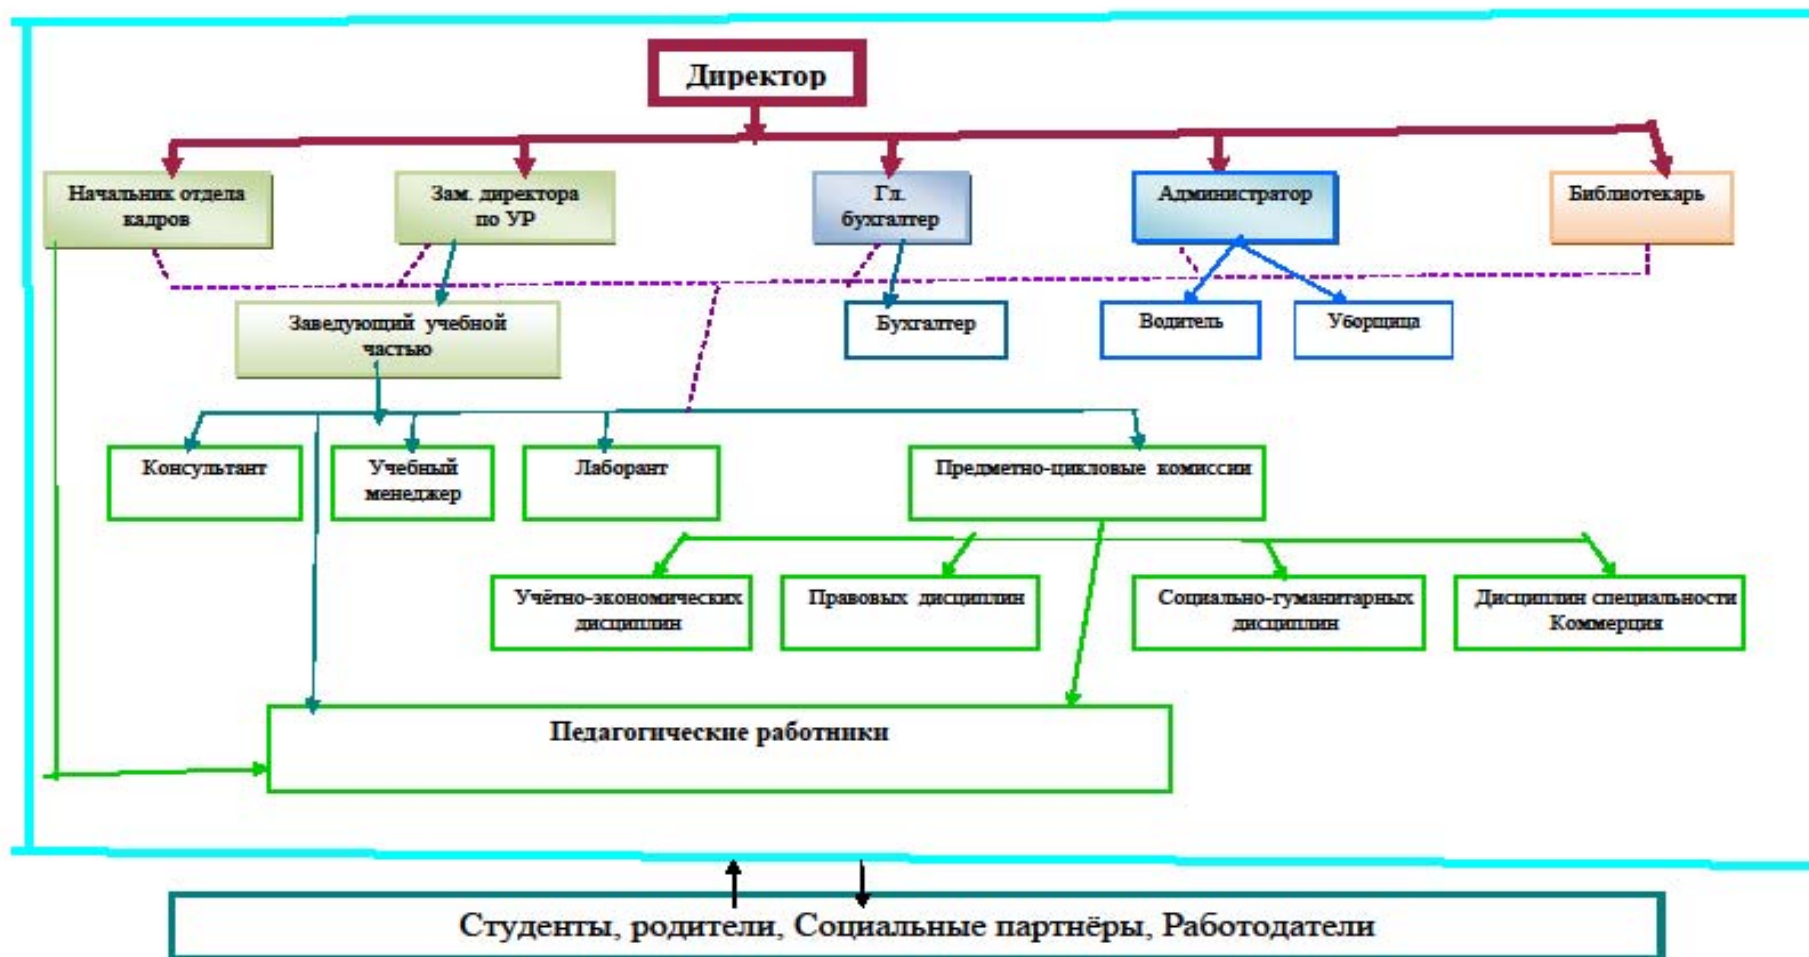 Директор
Начальник отдела
кадров
Зам. директора
по УР
Гл.
бухгалтер
Администратор
Библиотекарь
Заведующий учебной
частью
Бухгалтер
Водитель
Уборщица
Консультант
Учебный
менеджер
Лаборант
Предметно-цикловые комиссии
Учётно-экономических
дисциплин
Правовых дисциплин
Социально-гуманитарных
дисциплин
Дисциплин специальности
Коммерция
Педагогические работники
Студенты, родители, Социальные партнёры, Работодатели